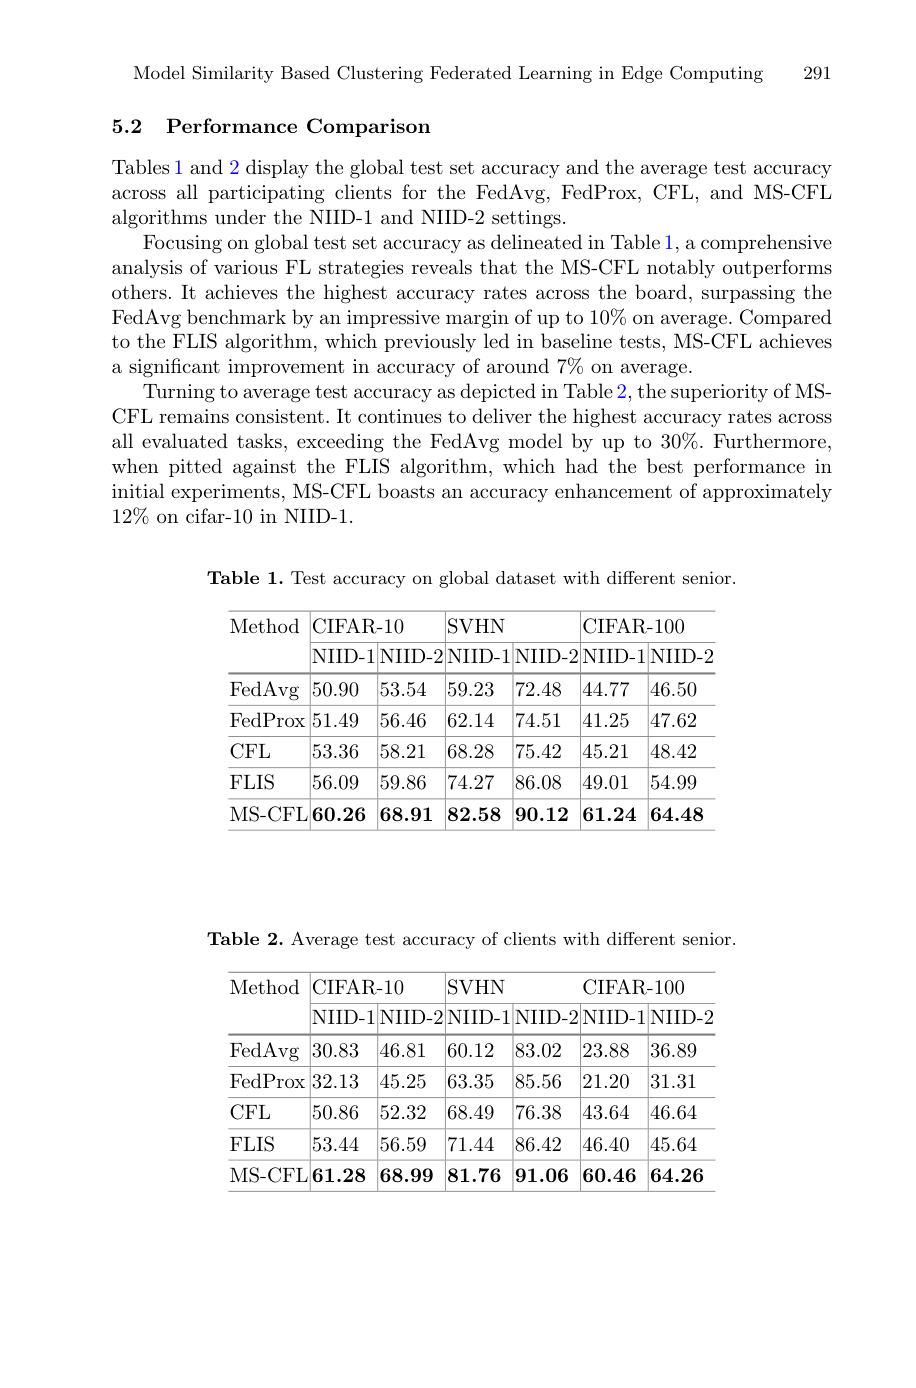 Model Similarity Based Clustering Federated Learning in Edge Computing 291
5.2 Performance Comparison
Tables 1 and 2 display the global test set accuracy and the average test accuracy
across all participating clients for the FedAvg, FedProx, CFL, and MS-CFL
algorithms under the NIID-1 and NIID-2 settings.
Focusing on global test set accuracy as delineated in Table 1, a comprehensive
analysis of various FL strategies reveals that the MS-CFL notably outperforms
others. It achieves the highest accuracy rates across the board, surpassing the
FedAvg benchmark by an impressive margin of up to 10% on average. Compared
to the FLIS algorithm, which previously led in baseline tests, MS-CFL achieves
a significant improvement in accuracy of around 7% on average.
Turning to average test accuracy as depicted in Table 2, the superiority of MS-
CFL remains consistent. It continues to deliver the highest accuracy rates across
all evaluated tasks, exceeding the FedAvg model by up to 30%. Furthermore,
when pitted against the FLIS algorithm, which had the best performance in
initial experiments, MS-CFL boasts an accuracy enhancement of approximately
12% on cifar-10 in NIID-1.
Table 1. Test accuracy on global dataset with different senior.
Method CIFAR-10 SVHN CIFAR-100
NIID-1 NIID-2 NIID-1 NIID-2 NIID-1 NIID-2
FedAvg 50.90 53.54 59.23 72.48 44.77 46.50
FedProx 51.49 56.46 62.14 74.51 41.25 47.62
CFL 53.36 58.21 68.28 75.42 45.21 48.42
FLIS 56.09 59.86 74.27 86.08 49.01 54.99
MS-CFL 60.26 68.91 82.58 90.12 61.24 64.48
Table 2. Average test accuracy of clients with different senior.
Method CIFAR-10 SVHN CIFAR-100
NIID-1 NIID-2 NIID-1 NIID-2 NIID-1 NIID-2
FedAvg 30.83 46.81 60.12 83.02 23.88 36.89
FedProx 32.13 45.25 63.35 85.56 21.20 31.31
CFL 50.86 52.32 68.49 76.38 43.64 46.64
FLIS 53.44 56.59 71.44 86.42 46.40 45.64
MS-CFL 61.28 68.99 81.76 91.06 60.46 64.26